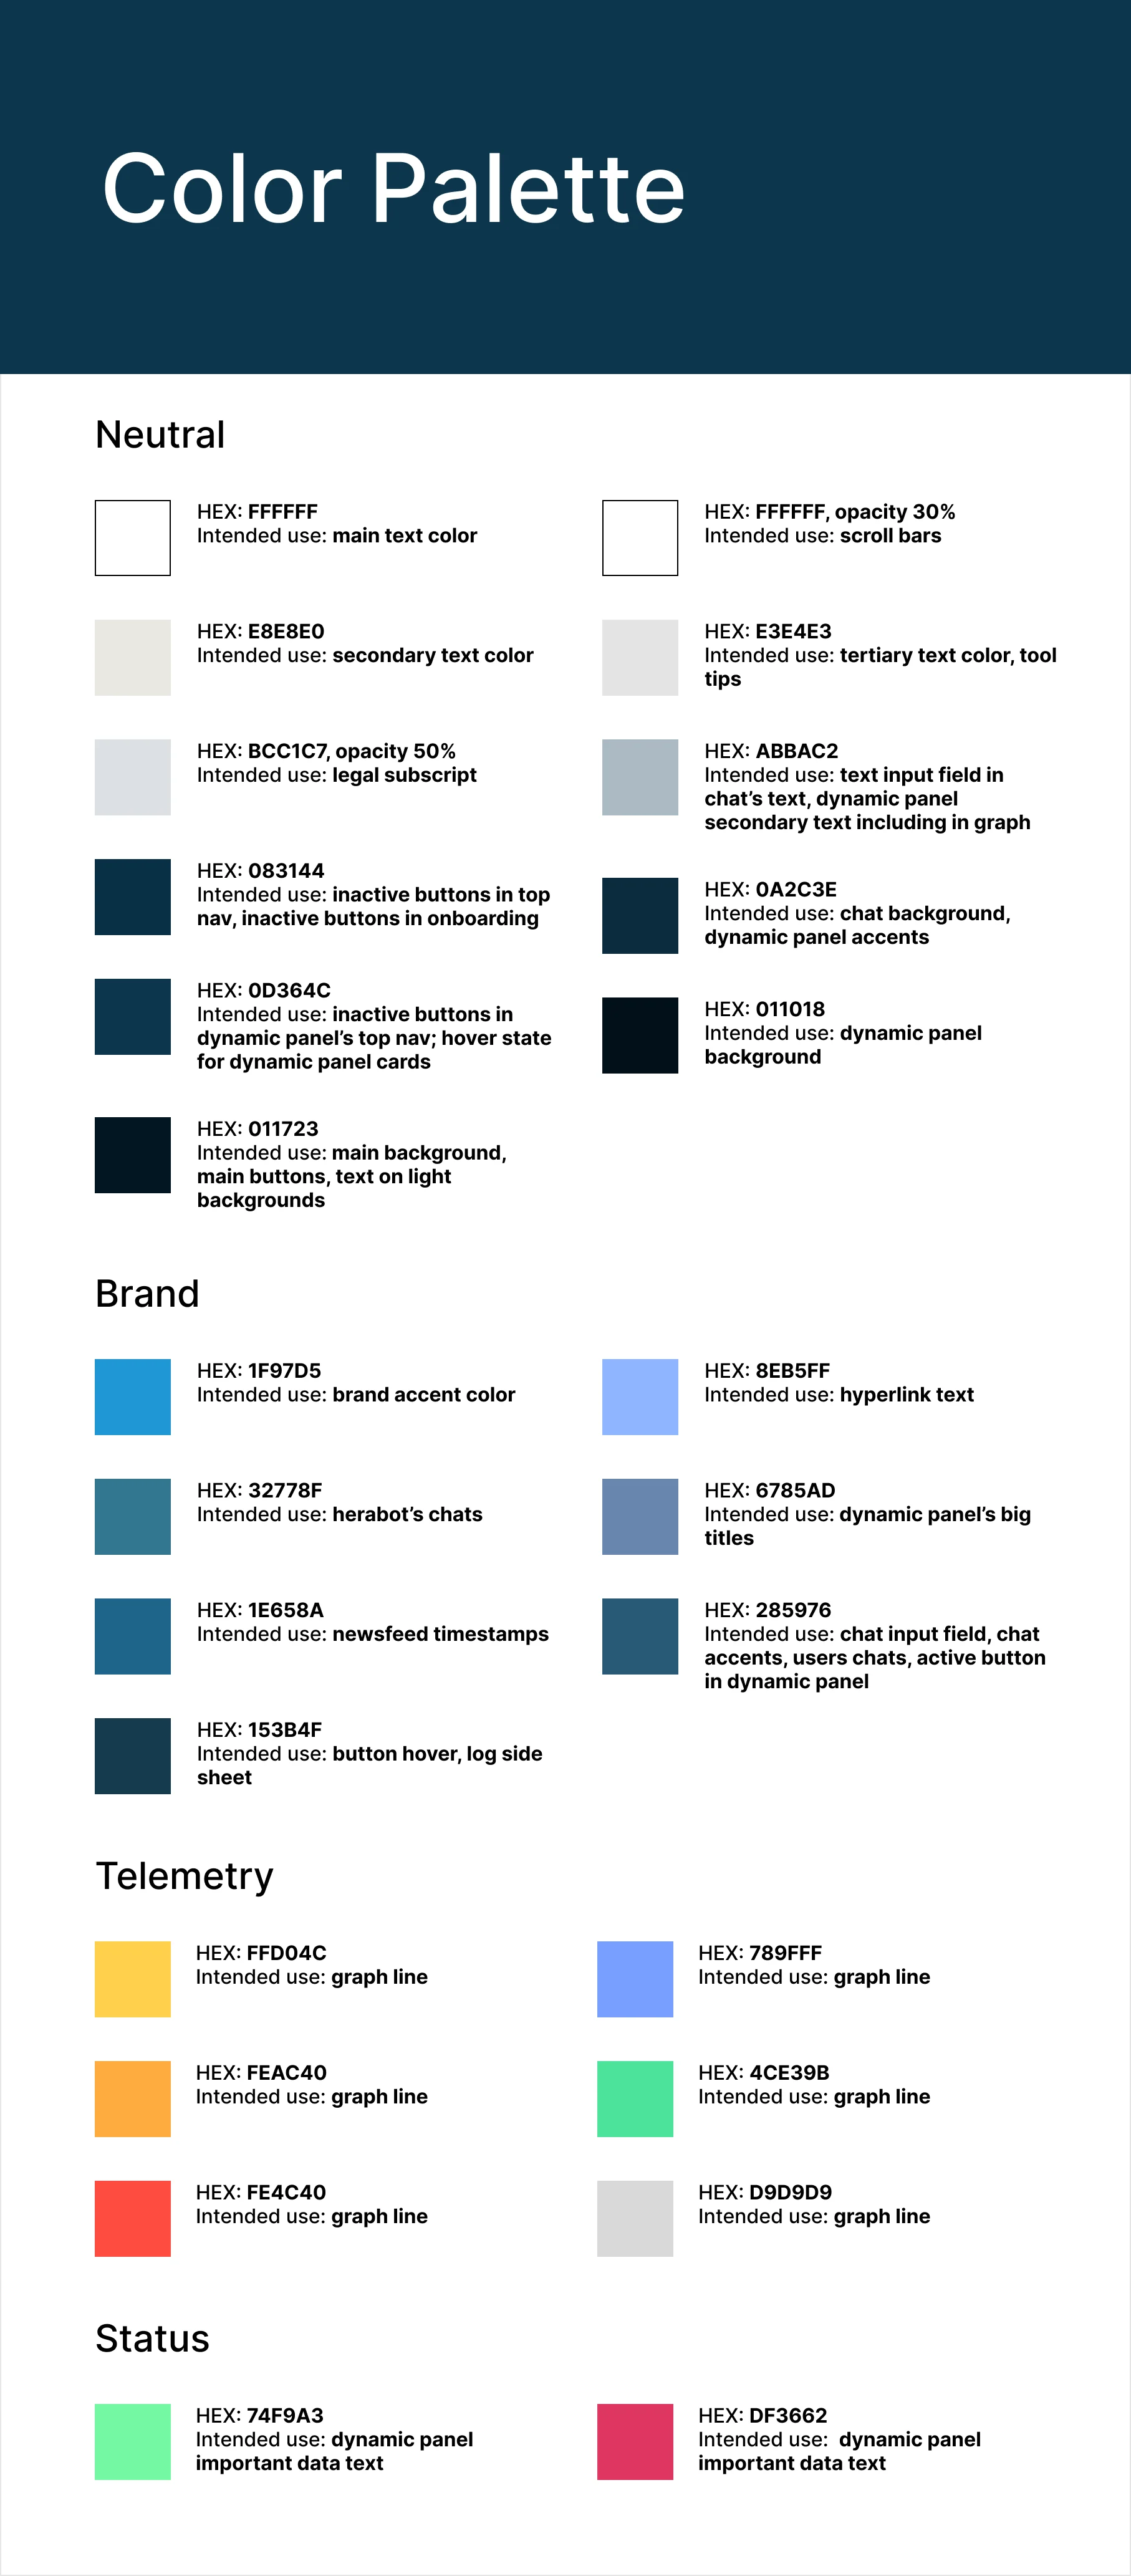 Color Palette
Neutral
HEX: FFFFFF
Intended use: main text color
HEX: FFFFFF, opacity 30%
Intended use: scroll bars
HEX: E8E8E0
Intended use: secondary text color
HEX: E3E4E3
Intended use: tertiary text color, tool
tips
HEX: BCC1C7, opacity 50%
Intended use: legal subscript
HEX: ABBAC2
Intended use: text input field in
chat’s text, dynamic panel
secondary text including in graph
HEX: 083144
Intended use: inactive buttons in top
nav, inactive buttons in onboarding
HEX: 0A2C3E
Intended use: chat background,
dynamic panel accents
HEX: 0D364C
Intended use: inactive buttons in
dynamic panel’s top nav; hover state
for dynamic panel cards
HEX: 011018
Intended use: dynamic panel
background
HEX: 011723
Intended use: main background,
main buttons, text on light
backgrounds
Brand
HEX: 1F97D5
Intended use: brand accent color
HEX: 8EB5FF
Intended use: hyperlink text
HEX: 32778F
Intended use: herabot’s chats
HEX: 6785AD
Intended use: dynamic panel’s big
titles
HEX: 1E658A
Intended use: newsfeed timestamps
HEX: 285976
Intended use: chat input field, chat
accents, users chats, active button
in dynamic panel
HEX: 153B4F
Intended use: button hover, log side
sheet
Telemetry
HEX: FFD04C
Intended use: graph line
HEX: 789FFF
Intended use: graph line
HEX: FEAC40
Intended use: graph line
HEX: 4CE39B
Intended use: graph line
HEX: FE4C40
Intended use: graph line
HEX: D9D9D9
Intended use: graph line
Status
HEX: 74F9A3
Intended use: dynamic panel
important data text
HEX: DF3662
Intended use: dynamic panel
important data text